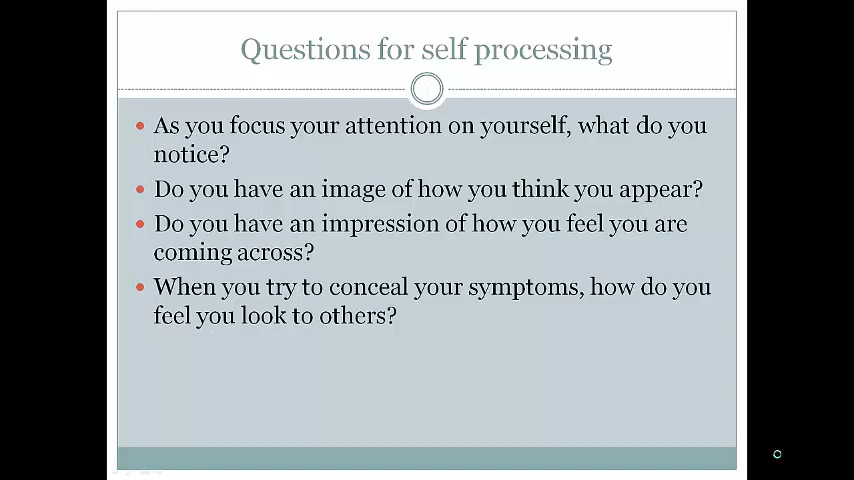 Questions for self processing
• As you focus your attention on yourself, what do you
notice?
• Do you have an image of how you think you appear?
• Do you have an impression of how you feel you are
coming across?
• When you try to conceal your symptoms, how do you
feel you look to others?